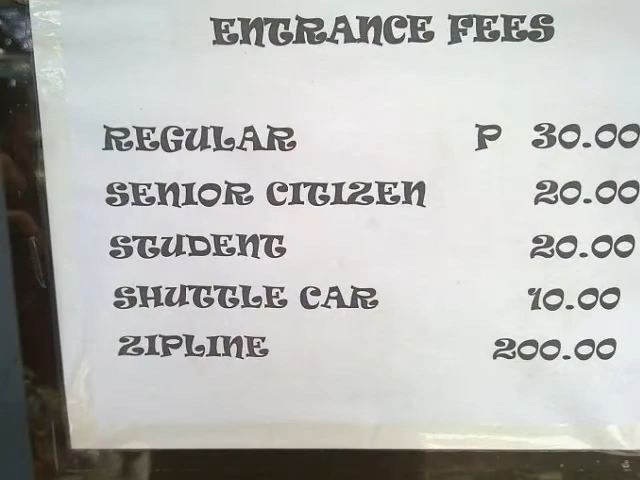 ENTRANCE FEES
REGULAR P 30.00
SENIOR CITIZEN 20.00
STUDENT 20.00
SHUTTLE CAR 10.00
ZIPLINE 200.00